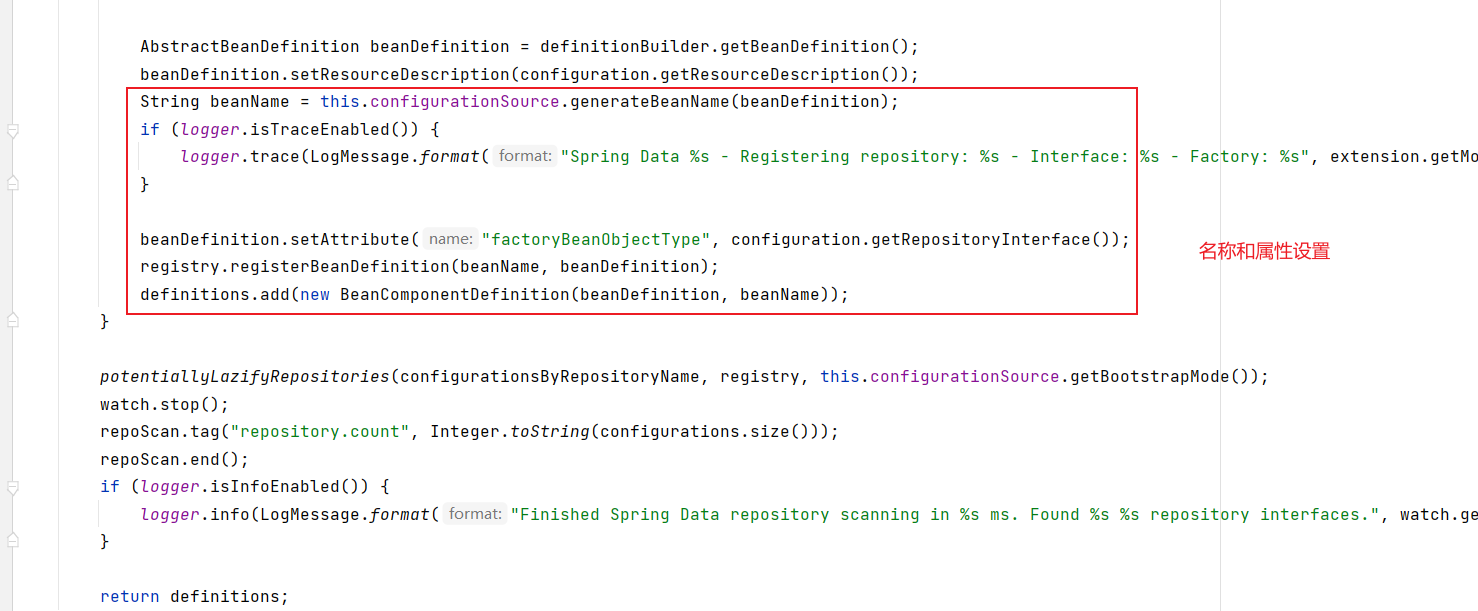 AbstractBeanDefinition beanDefinition = definitionBuilder.getBeanDefinition();
beanDefinition.setResourceDescription(configuration.getResourceDescription());
String beanName = this.configurationSource.generateBeanName(beanDefinition);
if (logger.isTraceEnabled()) {
logger.trace(LogMessage.format( format: "Spring Data %s - Registering repository: %s - Interface: %s - Factory: %s", extension.getMo
}
beanDefinition.setAttribute( name: "factoryBeanObjectType", configuration.getRepositoryInterface());
名称和属性设置
registry.registerBeanDefinition(beanName, beanDefinition);
definitions.add(new BeanComponentDefinition(beanDefinition, beanName));
}
potentiallyLazifyRepositories(configurationsByRepositoryName, registry, this.configurationSource.getBootstrapMode());
watch.stop();
repoScan.tag("repository.count", Integer.toString(configurations.size()));
repoScan.end();
if (logger.isInfoEnabled()) {
logger.info(LogMessage.format( format: "Finished Spring Data repository scanning in %s ms. Found %s %s repository interfaces.", watch.ge
}
return definitions;